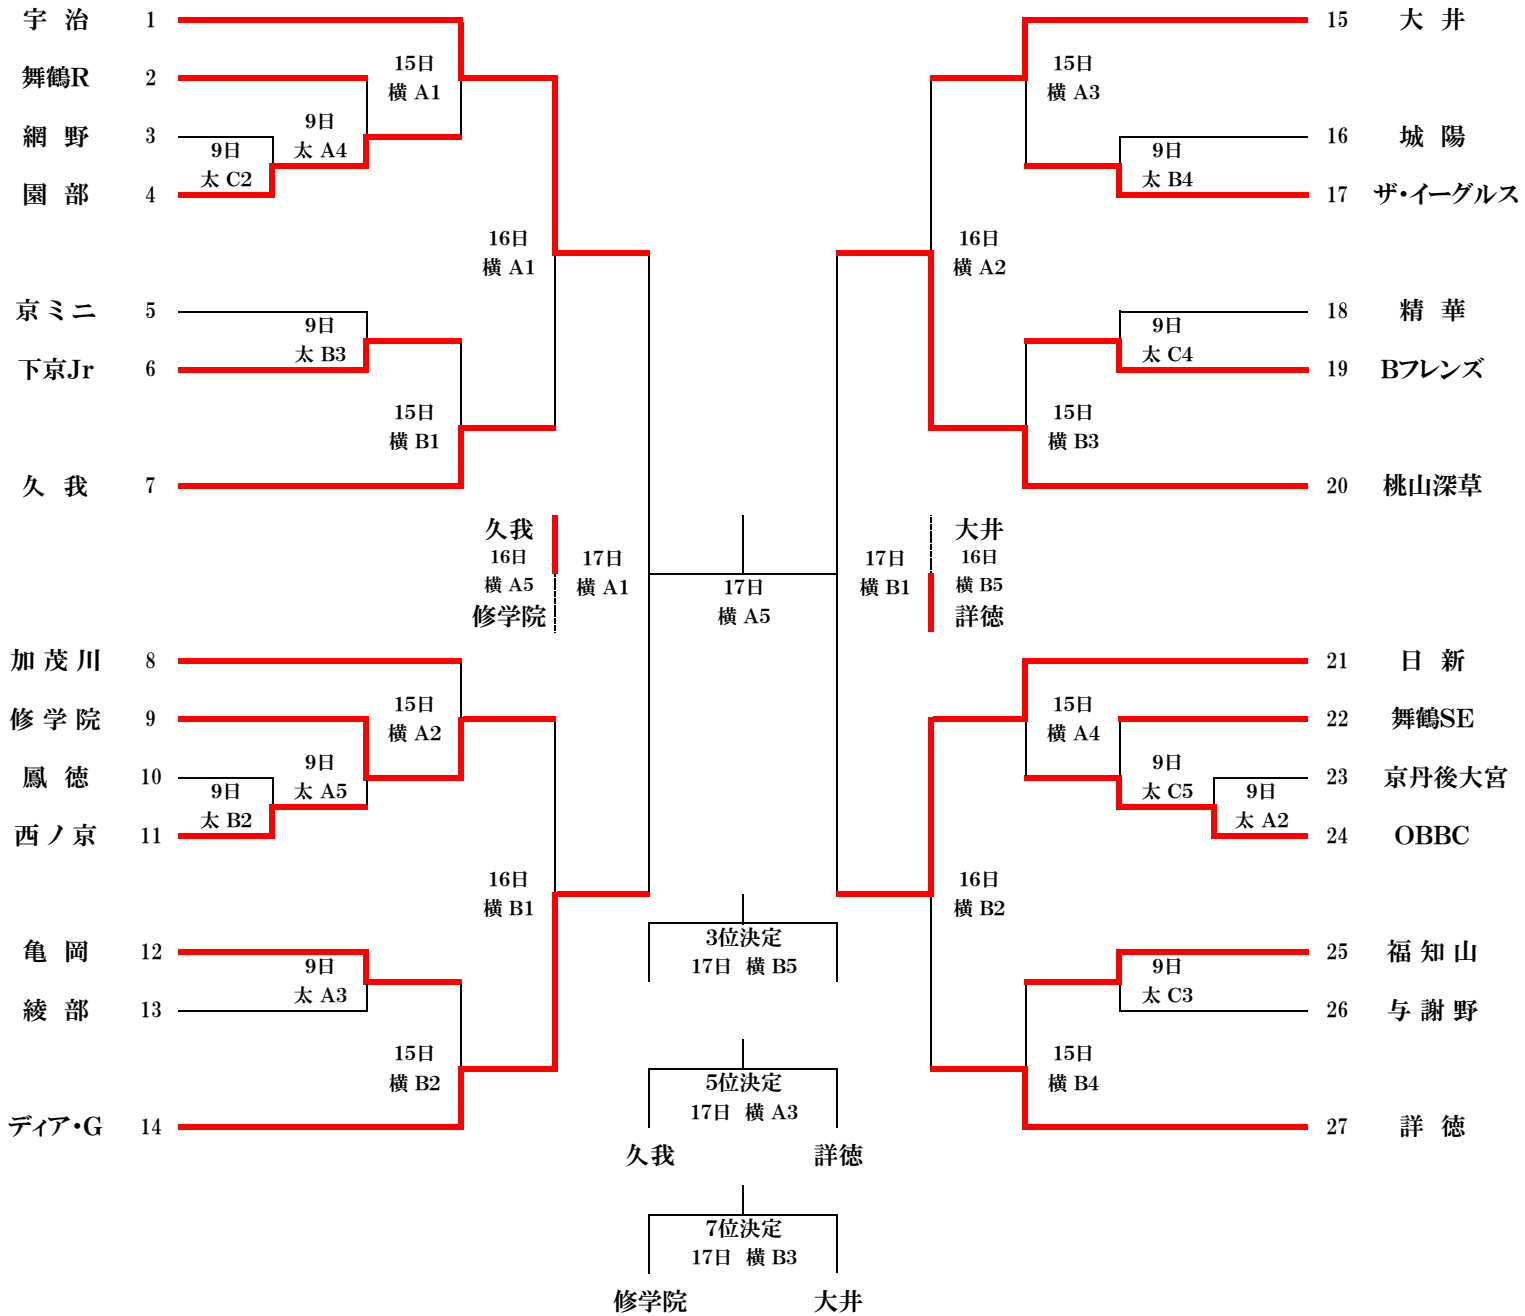 宇 治 1
舞鶴R 2
網 野 3
園 部 4
京 ミ ニ 5
下京Jr 6
久 我 7
加 茂 川 8
修 学 院 9
鳳 徳 10
西 ノ 京 11
亀 岡 12
綾 部 13
ディア・G 14
15日
横 A1
9日
太 A4
9日
太 C2
16日
横 A1
9日
太 B3
15日
横 B1
久我
16日
横 A5
修学院
17日
横 A1
15日
横 A2
9日
太 A5
9日
太 B2
16日
横 B1
9日
太 A3
15日
横 B2
17日
横 A5
3位決定
17日 横 B5
5位決定
17日 横 A3
久我 詳徳
7位決定
17日 横 B3
修学院 大井
15日
横 A3
9日
太 B4
16日
横 A2
9日
太 C4
15日
横 B3
17日
横 B1
大井
16日
横 B5
詳徳
15日
横 A4
9日
太 C5
9日
太 A2
16日
横 B2
9日
太 C3
15日
横 B4
15 大 井
16 城 陽
17 ザ・イーグルス
18 精 華
19 Bフレンズ
20 桃山深草
21 日 新
22 舞鶴SE
23 京丹後大宮
24 OBBC
25 福 知 山
26 与 謝 野
27 詳 徳